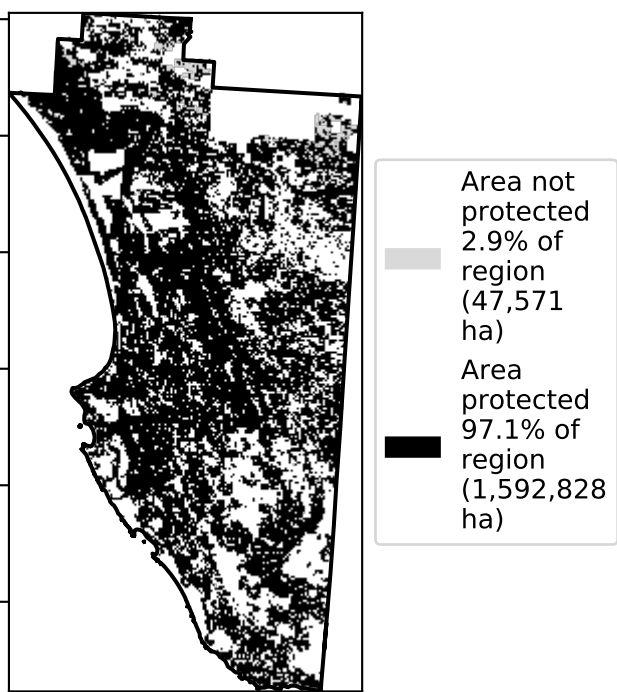 Area not
protected
2.9% of
region
(47,571
ha)
Area
protected
97.1% of
region
(1,592,828
ha)